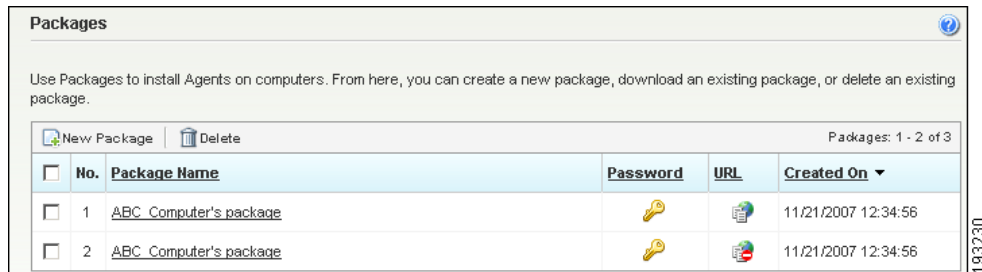 Packages
Use Packages to install Agents on computers. From here, you can create a new package, download an existing package, or delete an existing
package.
New Package Delete Packages: 1 - 2 of 3
No. Package Name Password URL Created On
1 ABC Computer's package 11/21/2007 12:34:56
2 ABC Computer's package 11/21/2007 12:34:56
193230